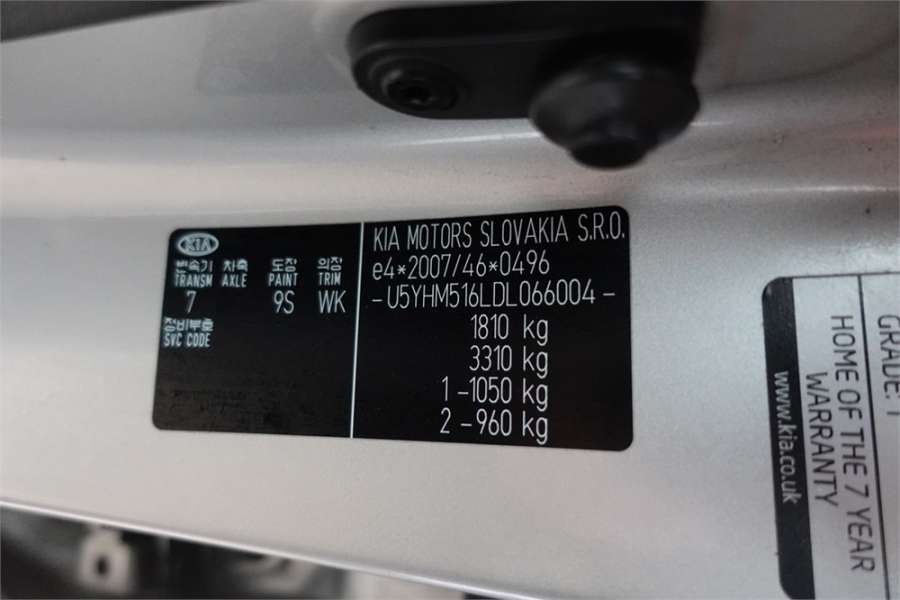 KIA
변속기 차축 도장 의장
TRANSM AXLE PAINT TRIM
7 9S WK
정비부호
SVC CODE
KIA MOTORS SLOVAKIA S.R.O.
e4*2007/46*0496
-U5YHM516LDL066004-
1810 kg
3310 kg
1 -1050 kg
2 -960 kg
GRADE: 1
HOME OF THE 7 YEAR
WARRANTY
www.kia.co.uk